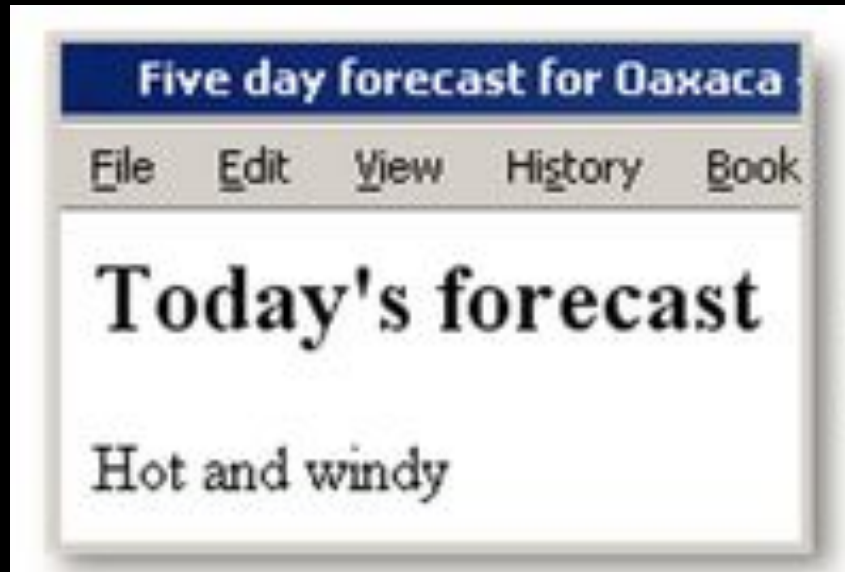 Five day forecast for Oaxaca
File Edit View History Book
Today's forecast
Hot and windy